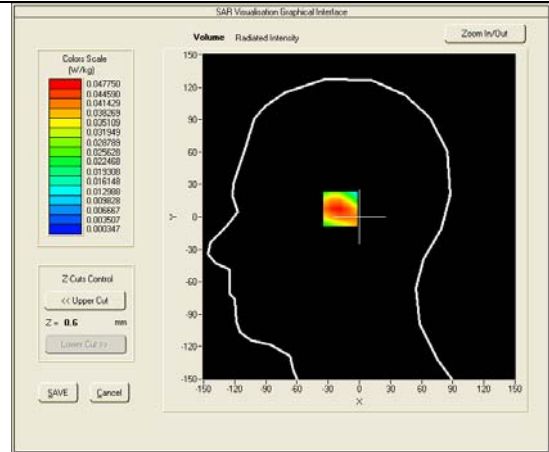 SAR Visualisation Graphical Interface
Volume Radiated Intensity
Zoom In/Out
Colors Scale
(W/kg)
0.047750
0.044590
0.041429
0.038269
0.035109
0.031949
0.028789
0.025628
0.022468
0.019308
0.016148
0.012988
0.009828
0.006667
0.003507
0.000347
Z Cuts Control
<< Upper Cut
Z = 0.6 mm
Lower Cut >>
SAVE
Cancel
150
120
90
60
30
0
-30
-60
-90
-120
-150
Y
-150 -120 -90 -60 -30 0 30 60 90 120 150
X